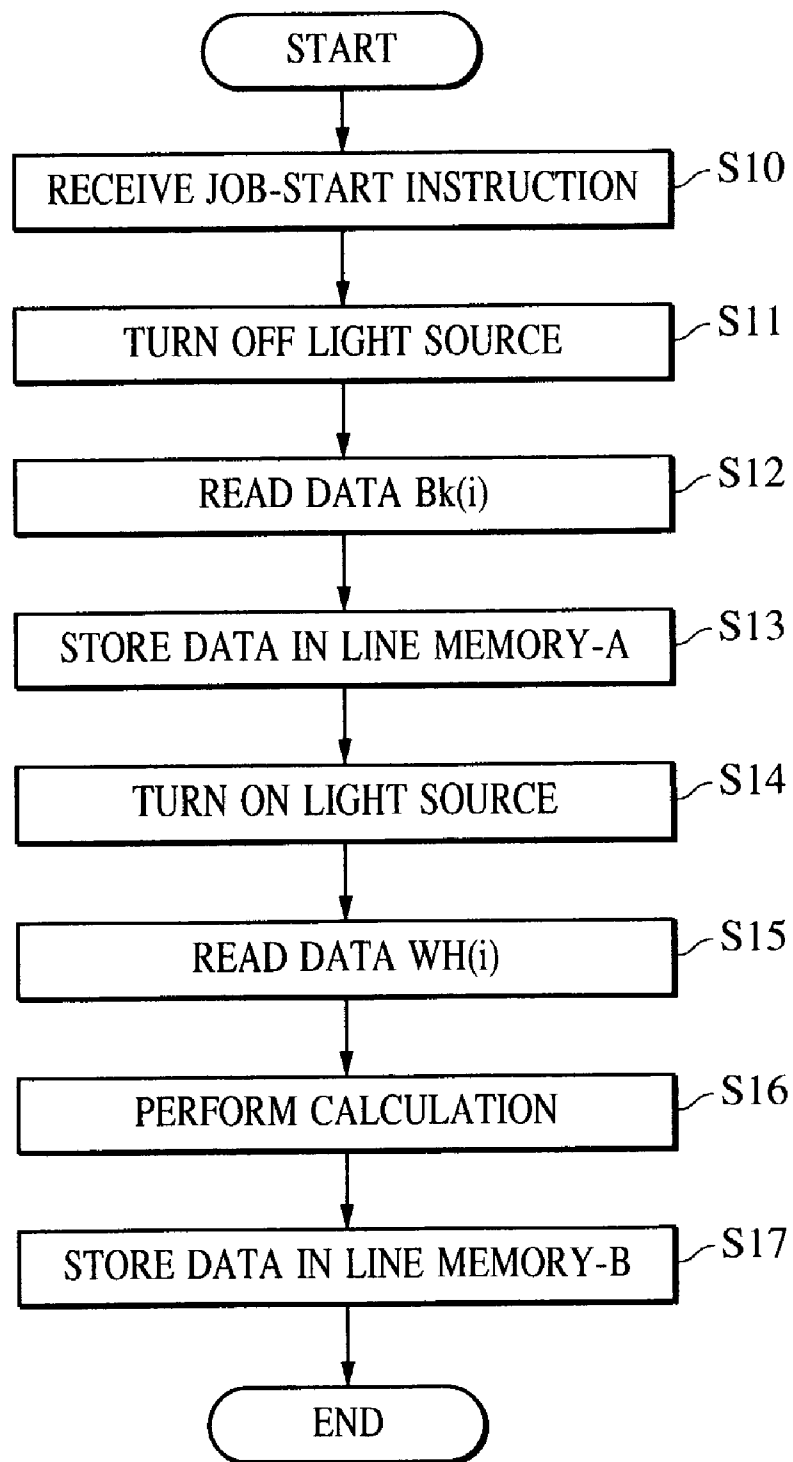 START
RECEIVE JOB-START INSTRUCTION
S10
TURN OFF LIGHT SOURCE
S11
READ DATA Bk(i)
S12
STORE DATA IN LINE MEMORY-A
S13
TURN ON LIGHT SOURCE
S14
READ DATA WH(i)
S15
PERFORM CALCULATION
S16
STORE DATA IN LINE MEMORY-B
S17
END